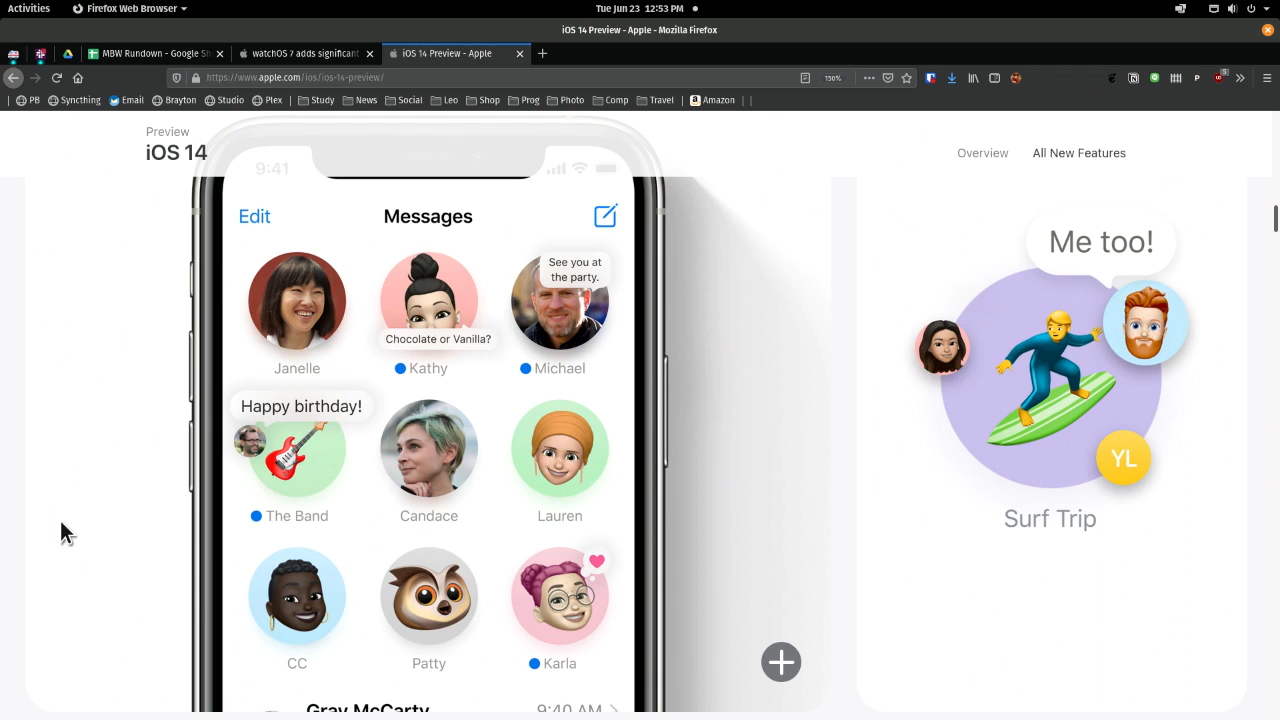 Activities
Firefox Web Browser
Tue Jun 23 12:53 PM
iOS 14 Preview - Apple - Mozilla Firefox
MBW Rundown - Google Sh
watchOS 7 adds significant
iOS 14 Preview - Apple
https://www.apple.com/ios/ios-14-preview/
150%
PB
Syncthing
Email
Brayton
Studio
Plex
Study
News
Social
Leo
Shop
Prog
Photo
Comp
Travel
Amazon
Preview
iOS 14
Overview
All New Features
9:41
Edit
Messages
See you at
the party.
Chocolate or Vanilla?
Janelle
Kathy
Michael
Happy birthday!
The Band
Candace
Lauren
CC
Patty
Karla
Gray McCarty
9:40 AM
Me too!
YL
Surf Trip